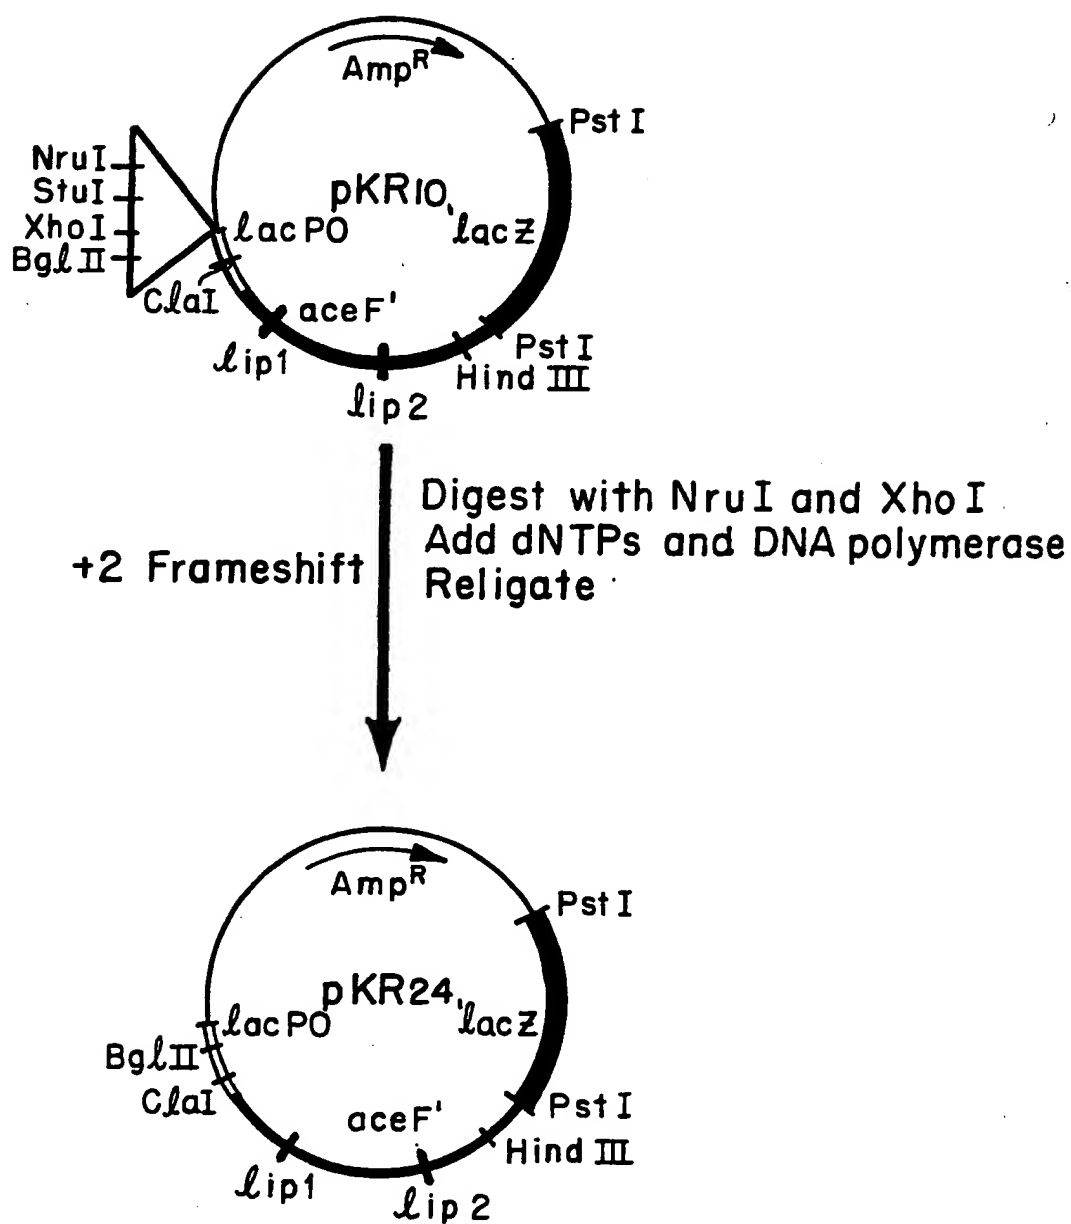 Amp^R
Pst I
NruI
StuI
XhoI
BglII
pKR10
lacPO
'lacZ
ClaI
aceF'
lip1
Pst I
Hind III
lip2
Digest with NruI and XhoI
Add dNTPs and DNA polymerase
Religate
+2 Frameshift
Amp^R
Pst I
pKR24
lacPO
'lacZ
BglII
ClaI
aceF'
Pst I
Hind III
lip1
lip2